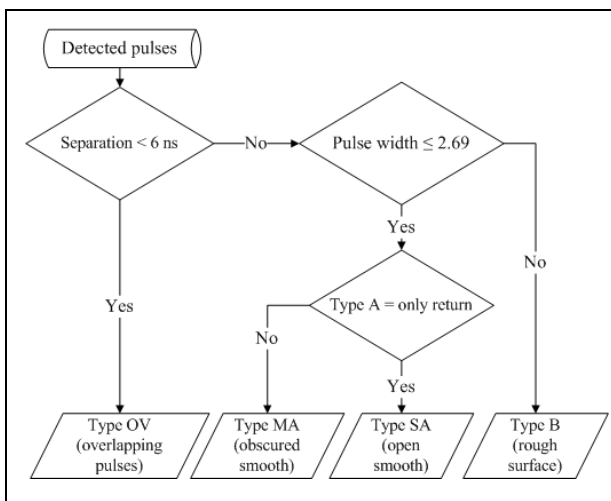 Detected pulses
Separation < 6 ns
No
Pulse width ≤ 2.69
Yes
No
Type A = only return
Yes
No
Yes
Type OV
(overlapping
pulses)
Type MA
(obscured
smooth)
Type SA
(open
smooth)
Type B
(rough
surface)